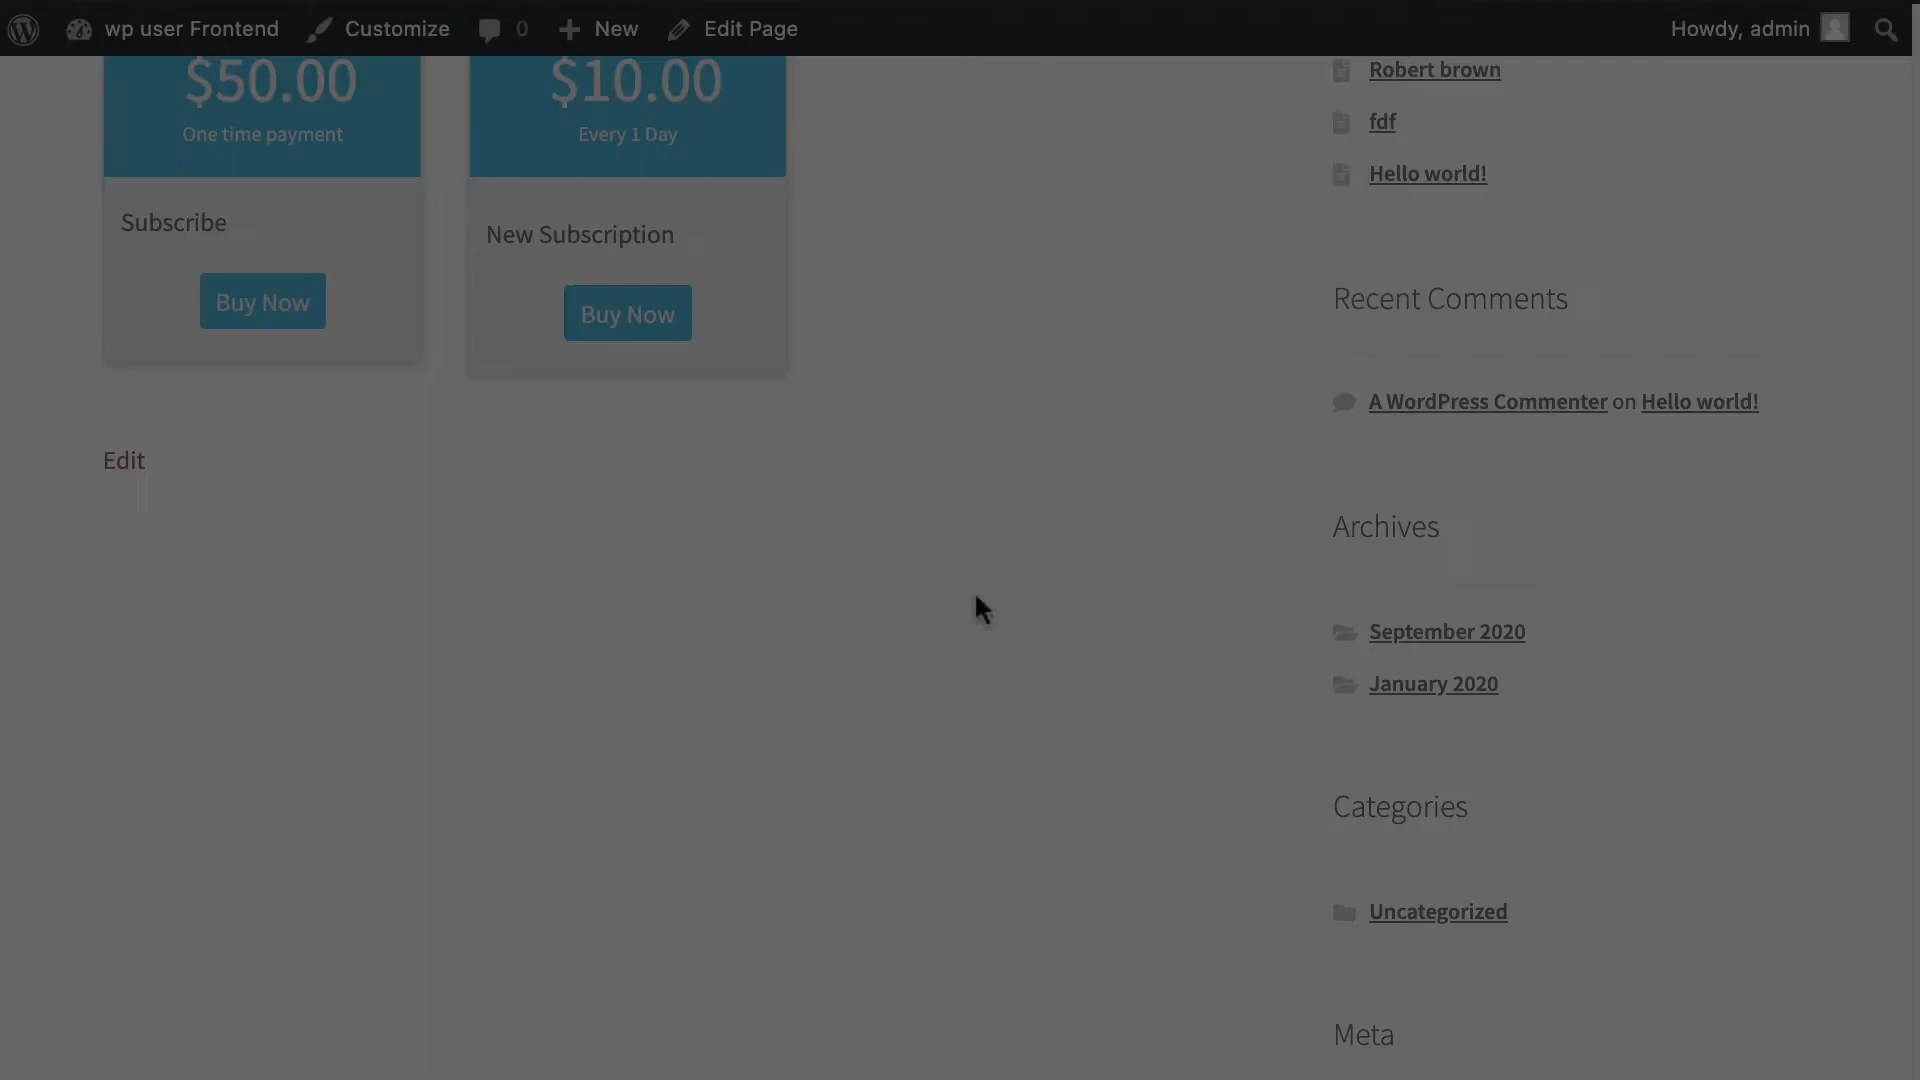 wp user Frontend Customize 0 New Edit Page Howdy, admin
$50.00
One time payment
Subscribe
Buy Now
$10.00
Every 1 Day
New Subscription
Buy Now
Edit
Robert brown
fdf
Hello world!
Recent Comments
A WordPress Commenter on Hello world!
Archives
September 2020
January 2020
Categories
Uncategorized
Meta